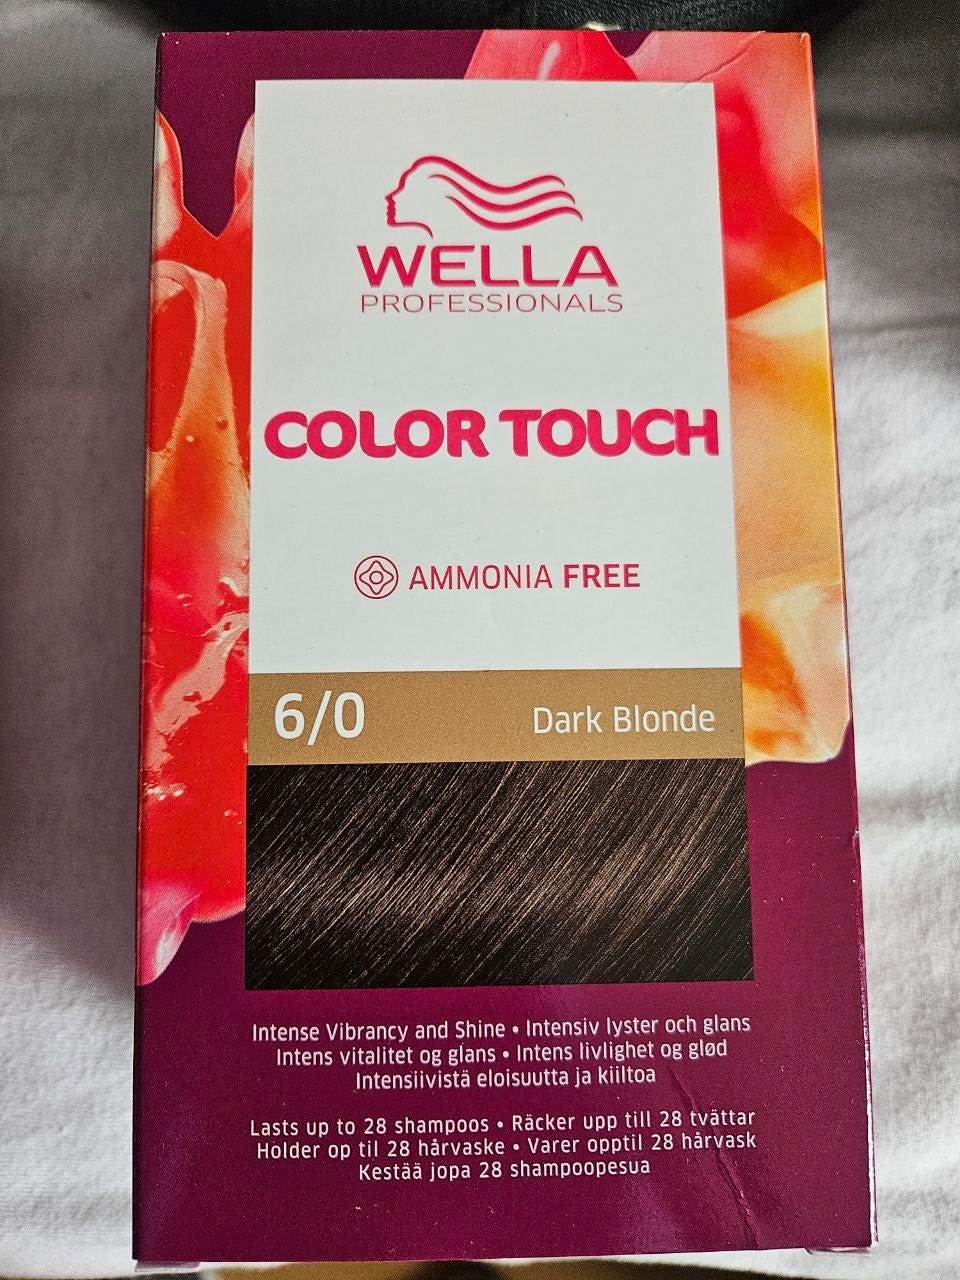 WELLA
PROFESSIONALS
COLOR TOUCH
AMMONIA FREE
6/0 Dark Blonde
Intense Vibrancy and Shine • Intensiv lyster och glans
Intens vitalitet og glans • Intens livlighet og glød
Intensiivistä eloisuutta ja kiiltoa
Lasts up to 28 shampoos • Räcker upp till 28 tvättar
Holder op til 28 hårvaske • Varer opptil 28 hårvask
Kestää jopa 28 shampoopesua